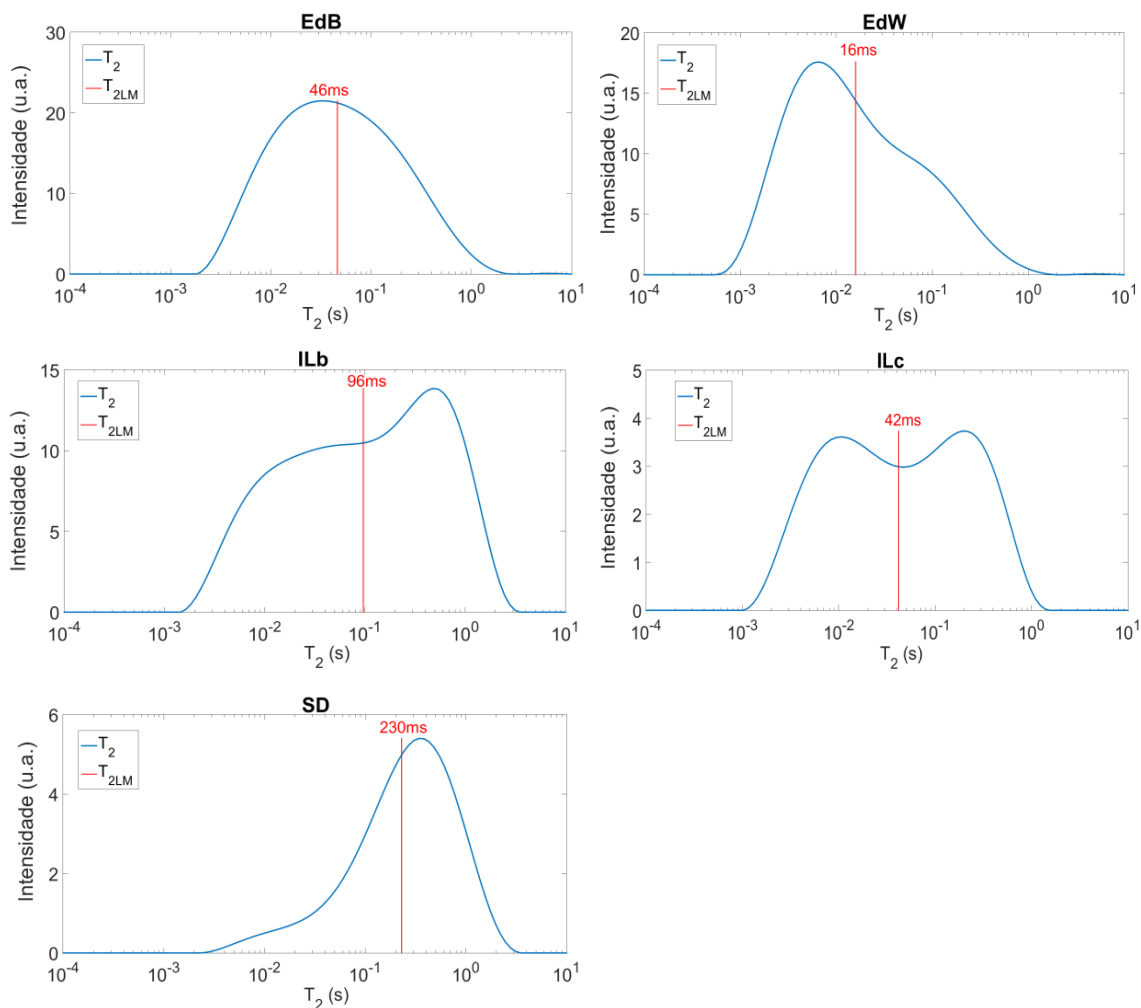 EdB
Intensidade (u.a.)
30
20
10
0
T2
T2LM
46ms
10-4 10-3 10-2 10-1 100 101
T2 (s)
EdW
Intensidade (u.a.)
20
15
10
5
0
T2
T2LM
16ms
10-4 10-3 10-2 10-1 100 101
T2 (s)
ILb
Intensidade (u.a.)
15
10
5
0
T2
T2LM
96ms
10-4 10-3 10-2 10-1 100 101
T2 (s)
ILc
Intensidade (u.a.)
5
4
3
2
1
0
T2
T2LM
42ms
10-4 10-3 10-2 10-1 100 101
T2 (s)
SD
Intensidade (u.a.)
6
4
2
0
T2
T2LM
230ms
10-4 10-3 10-2 10-1 100 101
T2 (s)